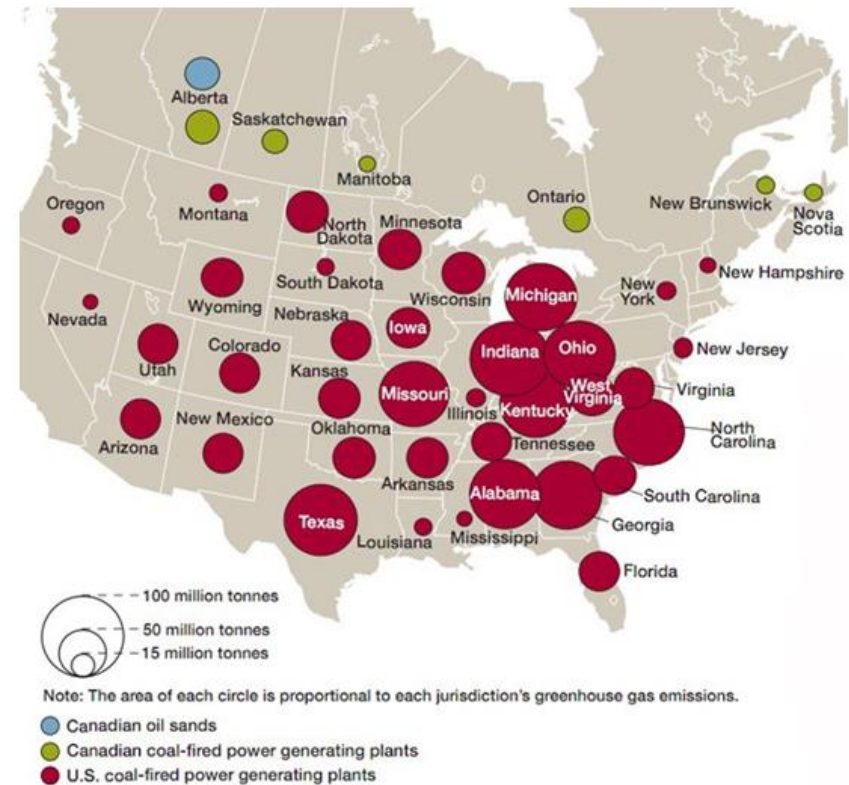 Alberta
Saskatchewan
Manitoba
Ontario
New Brunswick
Nova
Scotia
Oregon
Montana
North
Dakota
Minnesota
South Dakota
Wisconsin
Michigan
New
York
New Hampshire
Nevada
Wyoming
Nebraska
Iowa
Utah
Colorado
Indiana
Ohio
New Jersey
Kansas
Missouri
Illinois
West
Virginia
Virginia
Kentucky
Arizona
New Mexico
Oklahoma
Tennessee
North
Carolina
Arkansas
Alabama
South Carolina
Texas
Louisiana
Mississippi
Georgia
Florida
100 million tonnes
50 million tonnes
15 million tonnes
Note: The area of each circle is proportional to each jurisdiction's greenhouse gas emissions.
Canadian oil sands
Canadian coal-fired power generating plants
U.S. coal-fired power generating plants